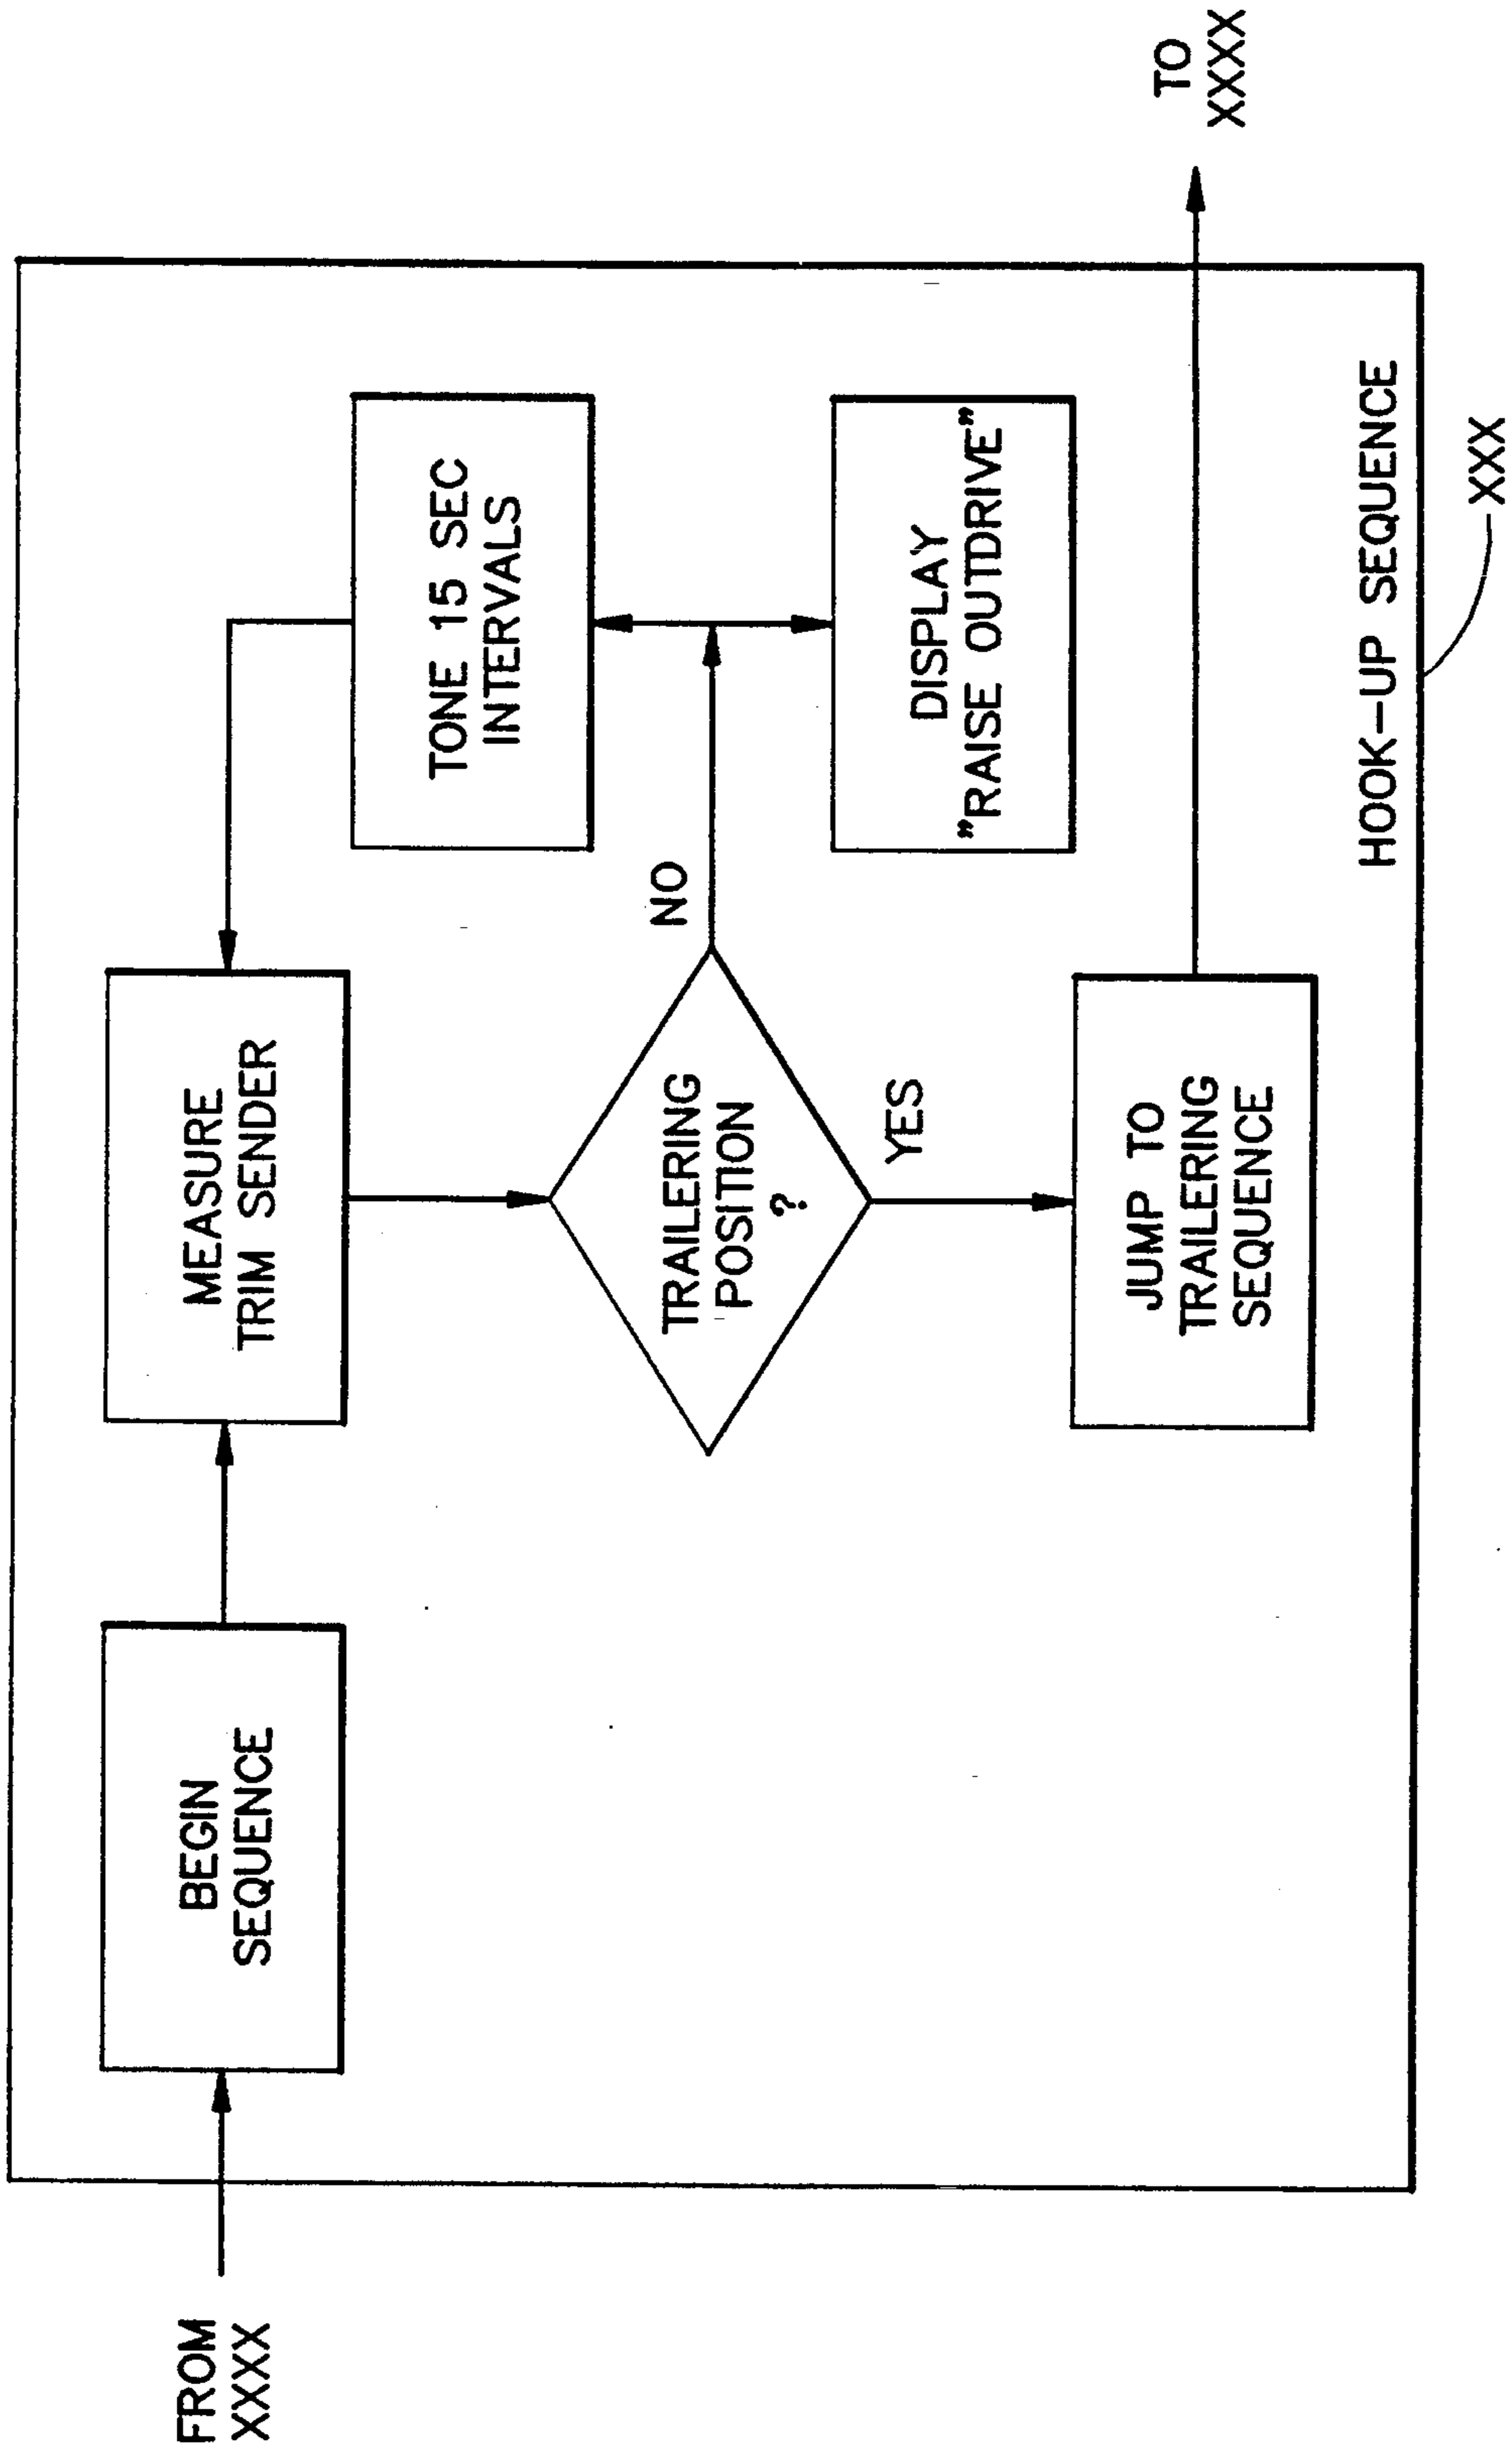 FROM
XXXX
BEGIN
SEQUENCE
MEASURE
TRIM SENDER
TONE 15 SEC
INTERVALS
TRAILERING
POSITION
?
NO
YES
DISPLAY
"RAISE OUTDRIVE"
JUMP TO
TRAILERING
SEQUENCE
TO
XXXX
HOOK-UP SEQUENCE
XXX